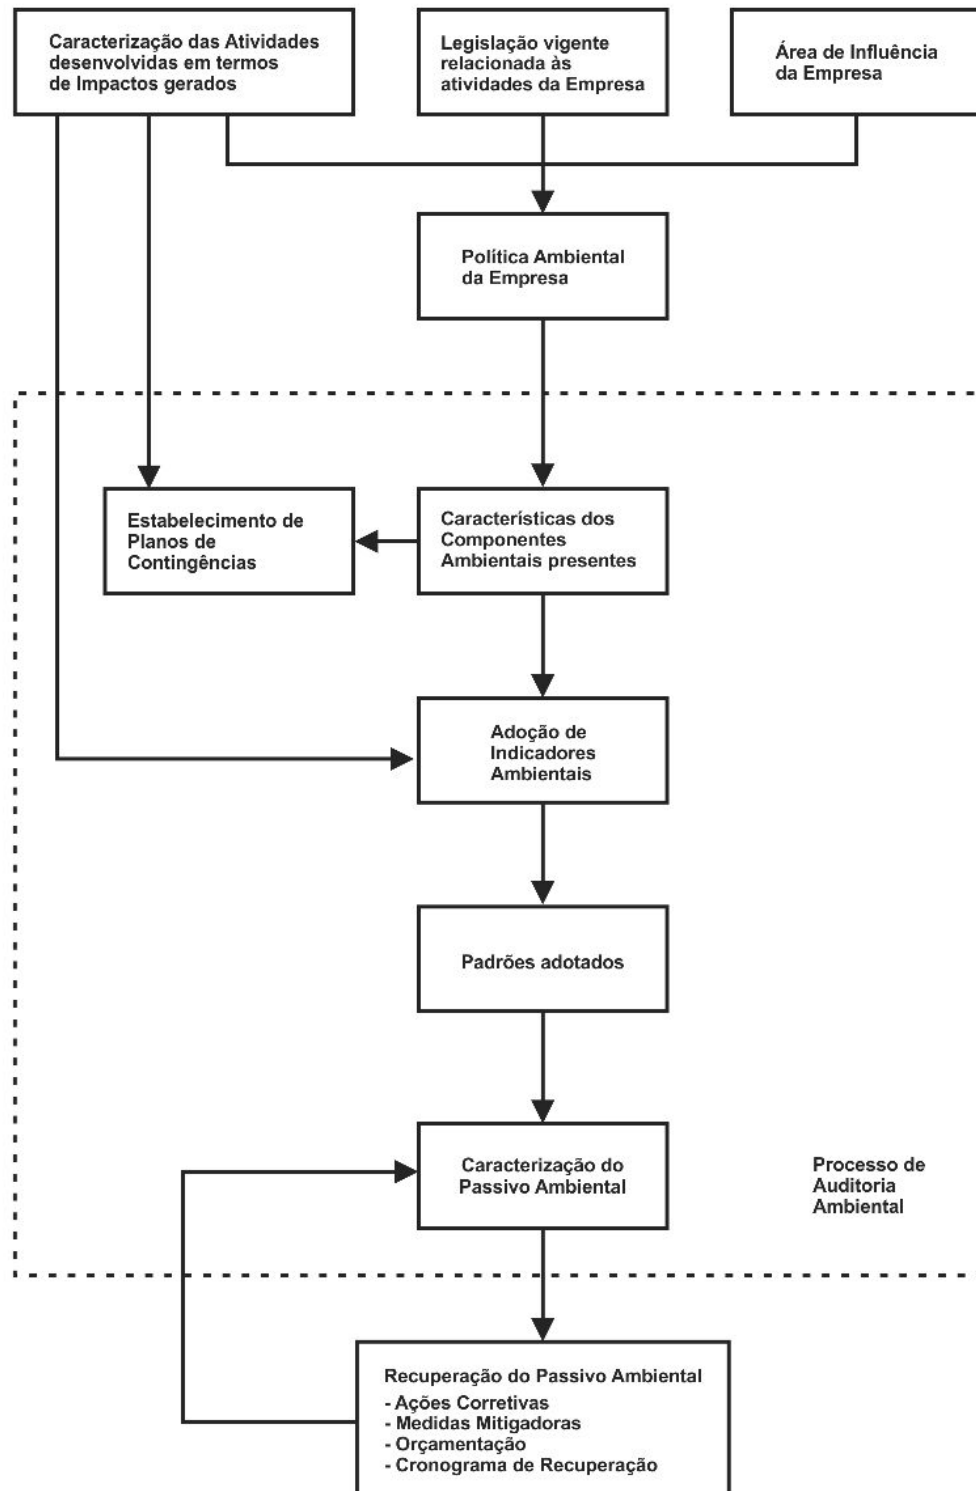 Caracterização das Atividades
desenvolvidas em termos
de Impactos gerados
Legislação vigente
relacionada às
atividades da Empresa
Área de Influência
da Empresa
Política Ambiental
da Empresa
Estabelecimento de
Planos de
Contingências
Características dos
Componentes
Ambientais presentes
Adoção de
Indicadores
Ambientais
Padrões adotados
Caracterização do
Passivo Ambiental
Processo de
Auditoria
Ambiental
Recuperação do Passivo Ambiental
- Ações Corretivas
- Medidas Mitigadoras
- Orçamentação
- Cronograma de Recuperação